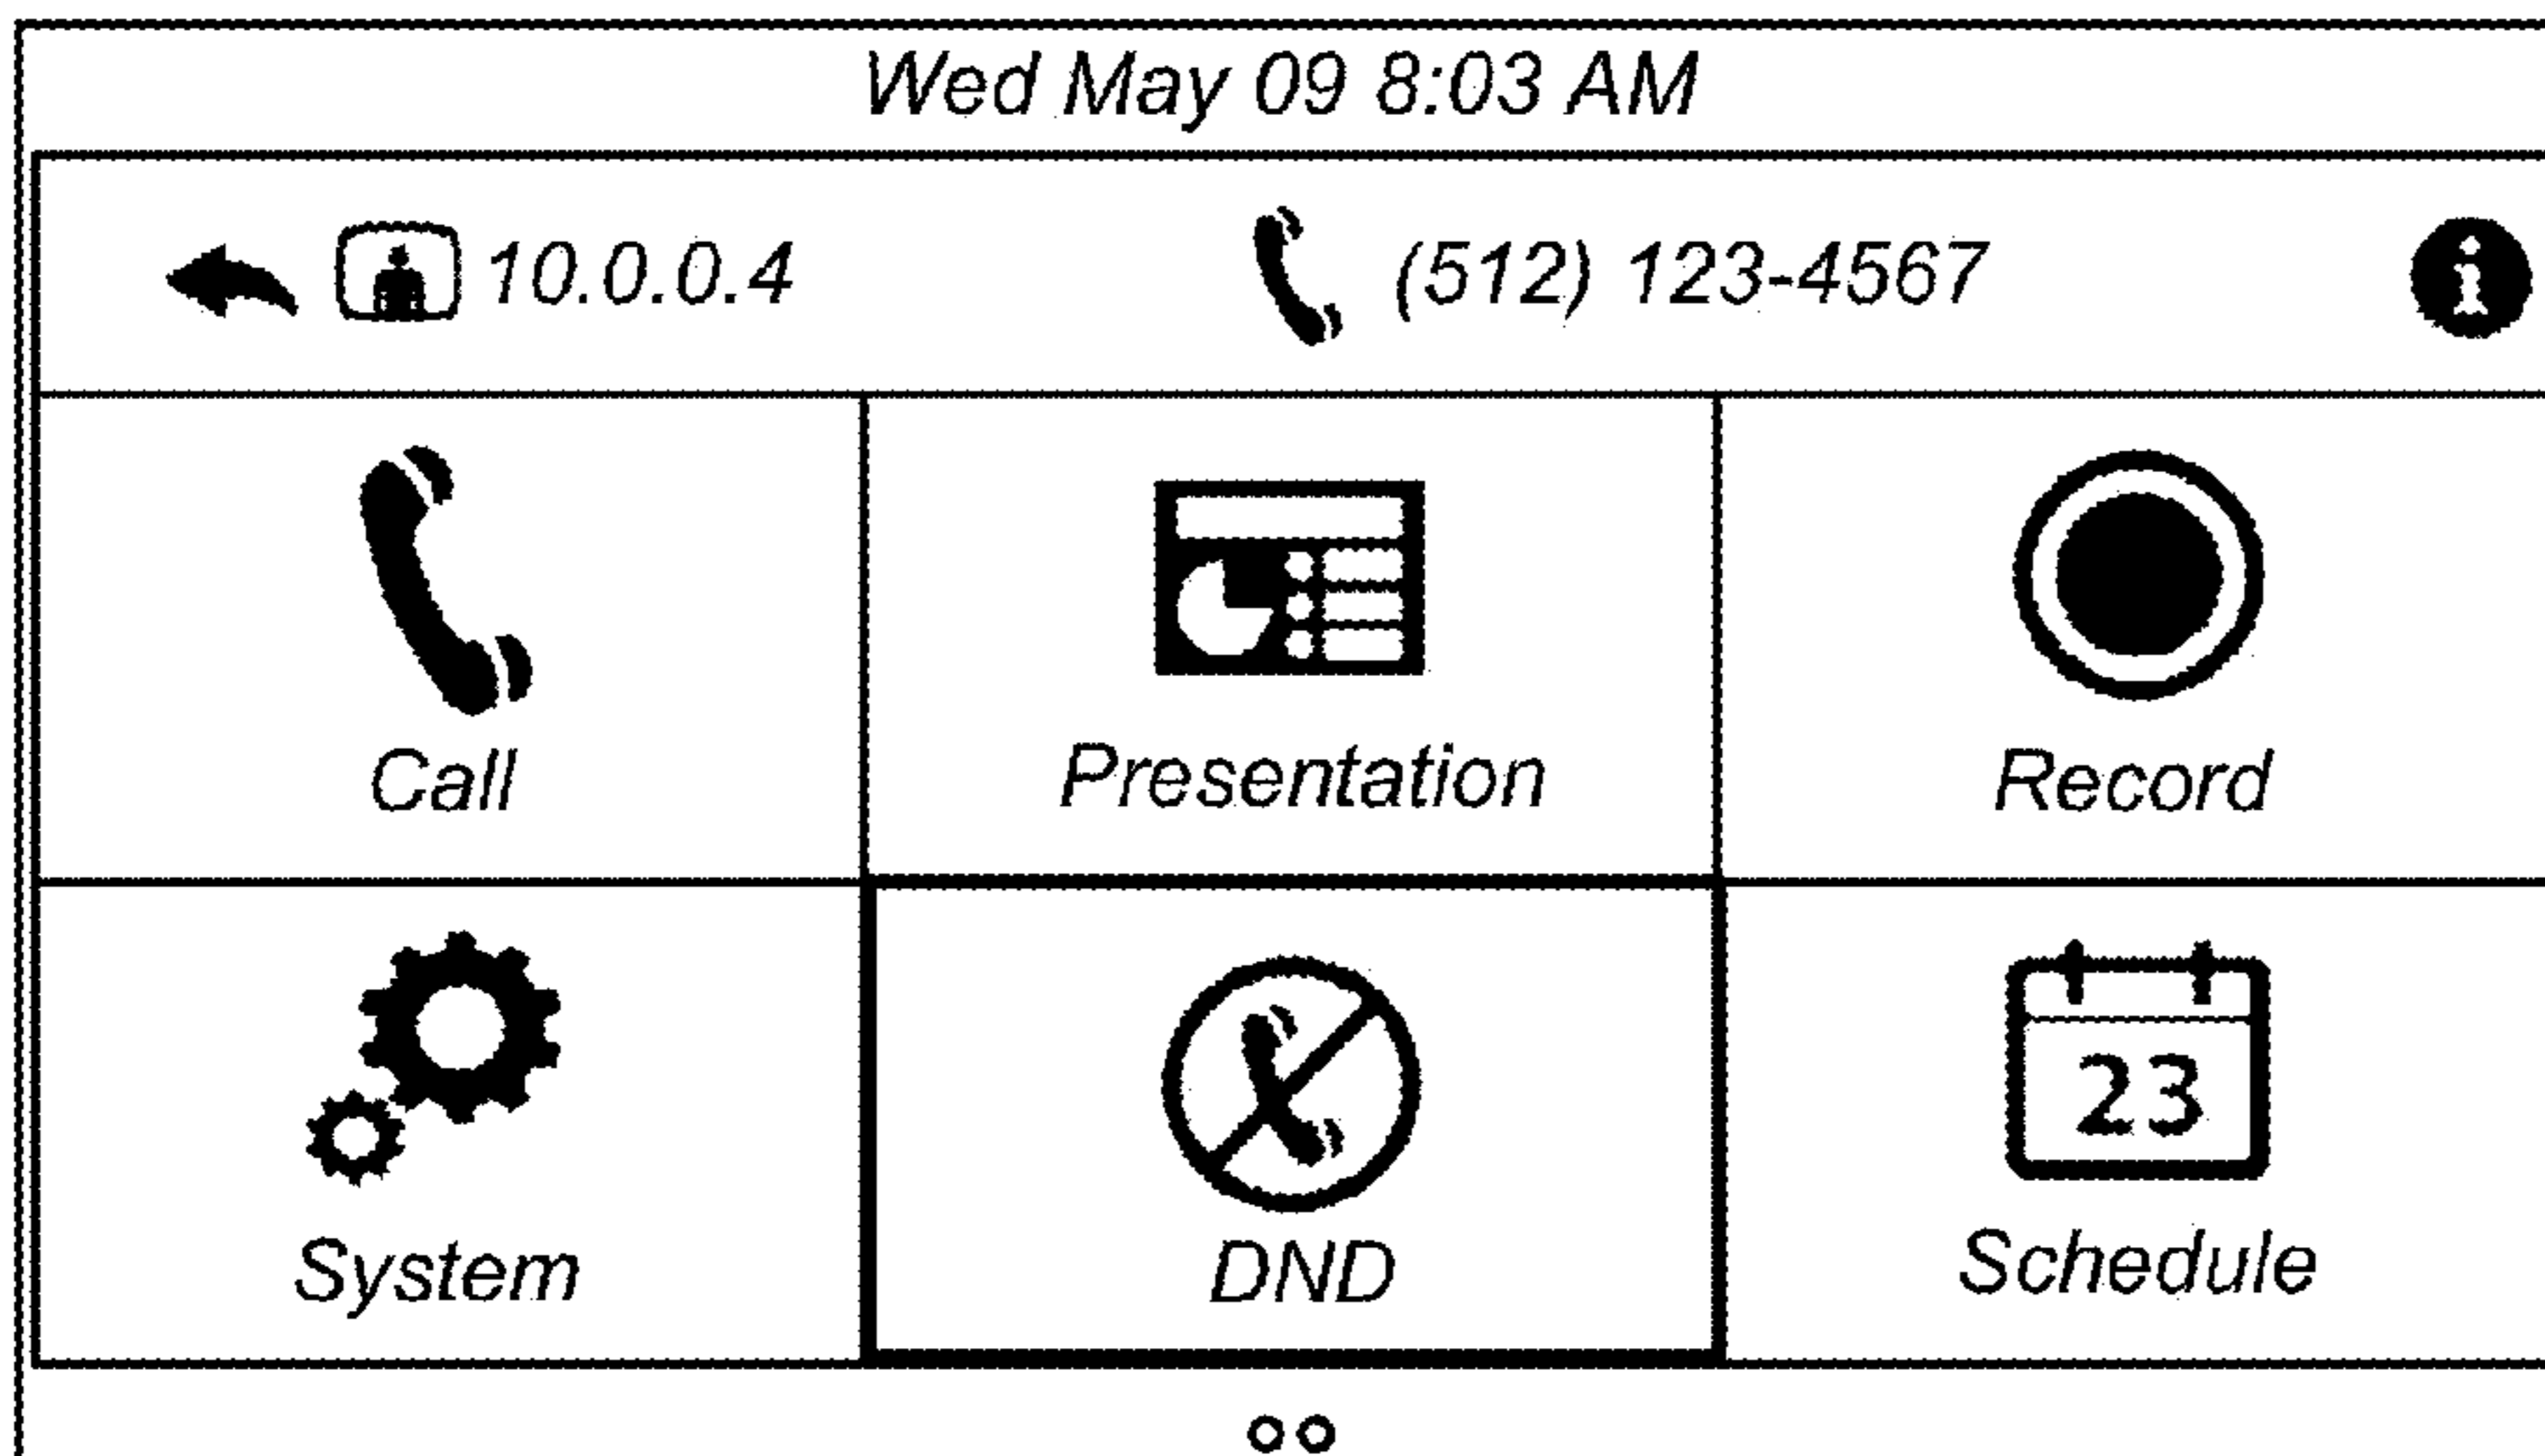 Wed May 09 8:03 AM
10.0.0.4 (512) 123-4567 i
Call Presentation Record
23
System DND Schedule